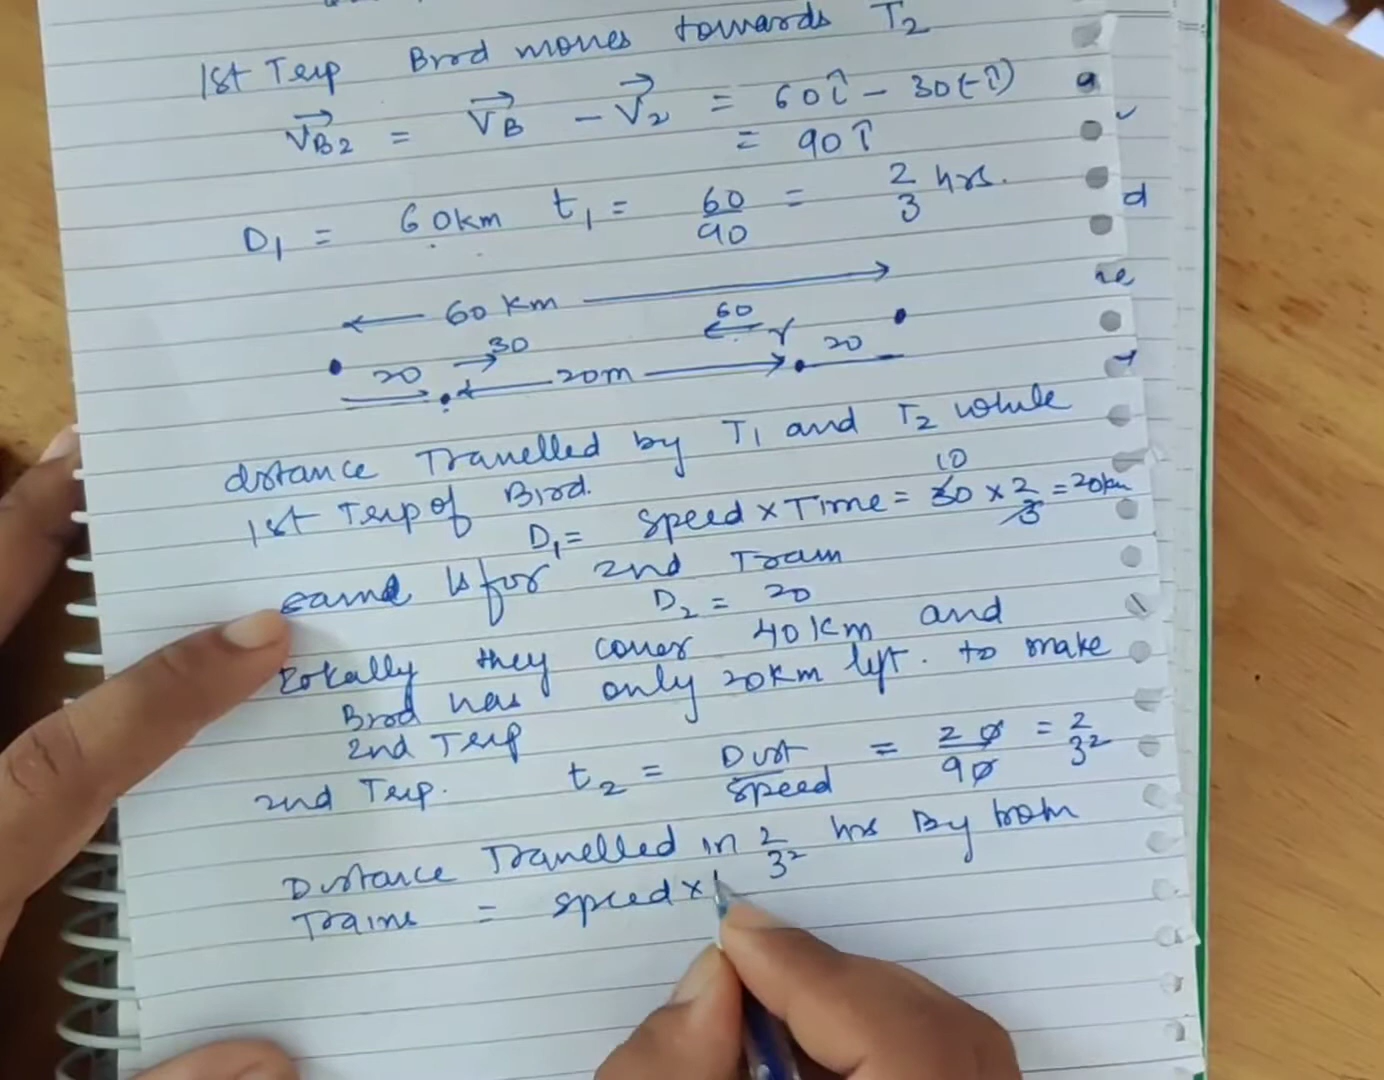 1st Trip Bird moves towards T₂
V⃗B2 = V⃗B - V⃗2 = 60î - 30(-î)
= 90î
D₁ = 60km t₁ = 60/90 = 2/3 hrs.
d
← 60 km → re
60
30
20 20m 20
distance Travelled by T₁ and T₂ while
1st Trip of Bird.
D₁ = Speed × Time = 30 × 2/3 = 20km
10
same is for 2nd Train
D₂ = 20
totally they cover 40km and
Bird has only 20km left. to make
2nd Trip
2nd Trip. t₂ = Dist/speed = 20/90 = 2/3²
Distance Travelled in 2/3² hrs By both
Trains = speed ×